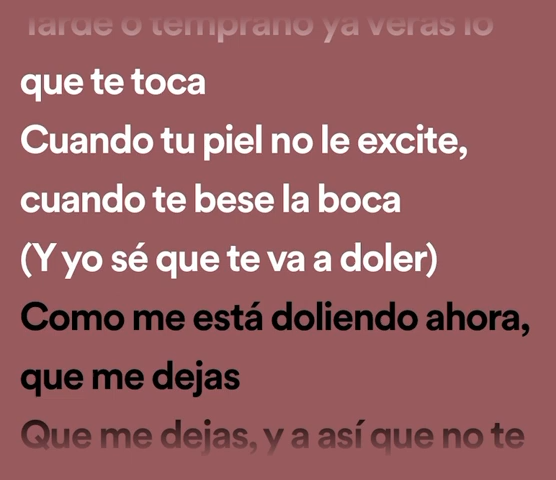 Tarde o temprano ya verás lo
que te toca
Cuando tu piel no le excite,
cuando te bese la boca
(Y yo sé que te va a doler)
Como me está doliendo ahora,
que me dejas
Que me dejas, y a así que no te